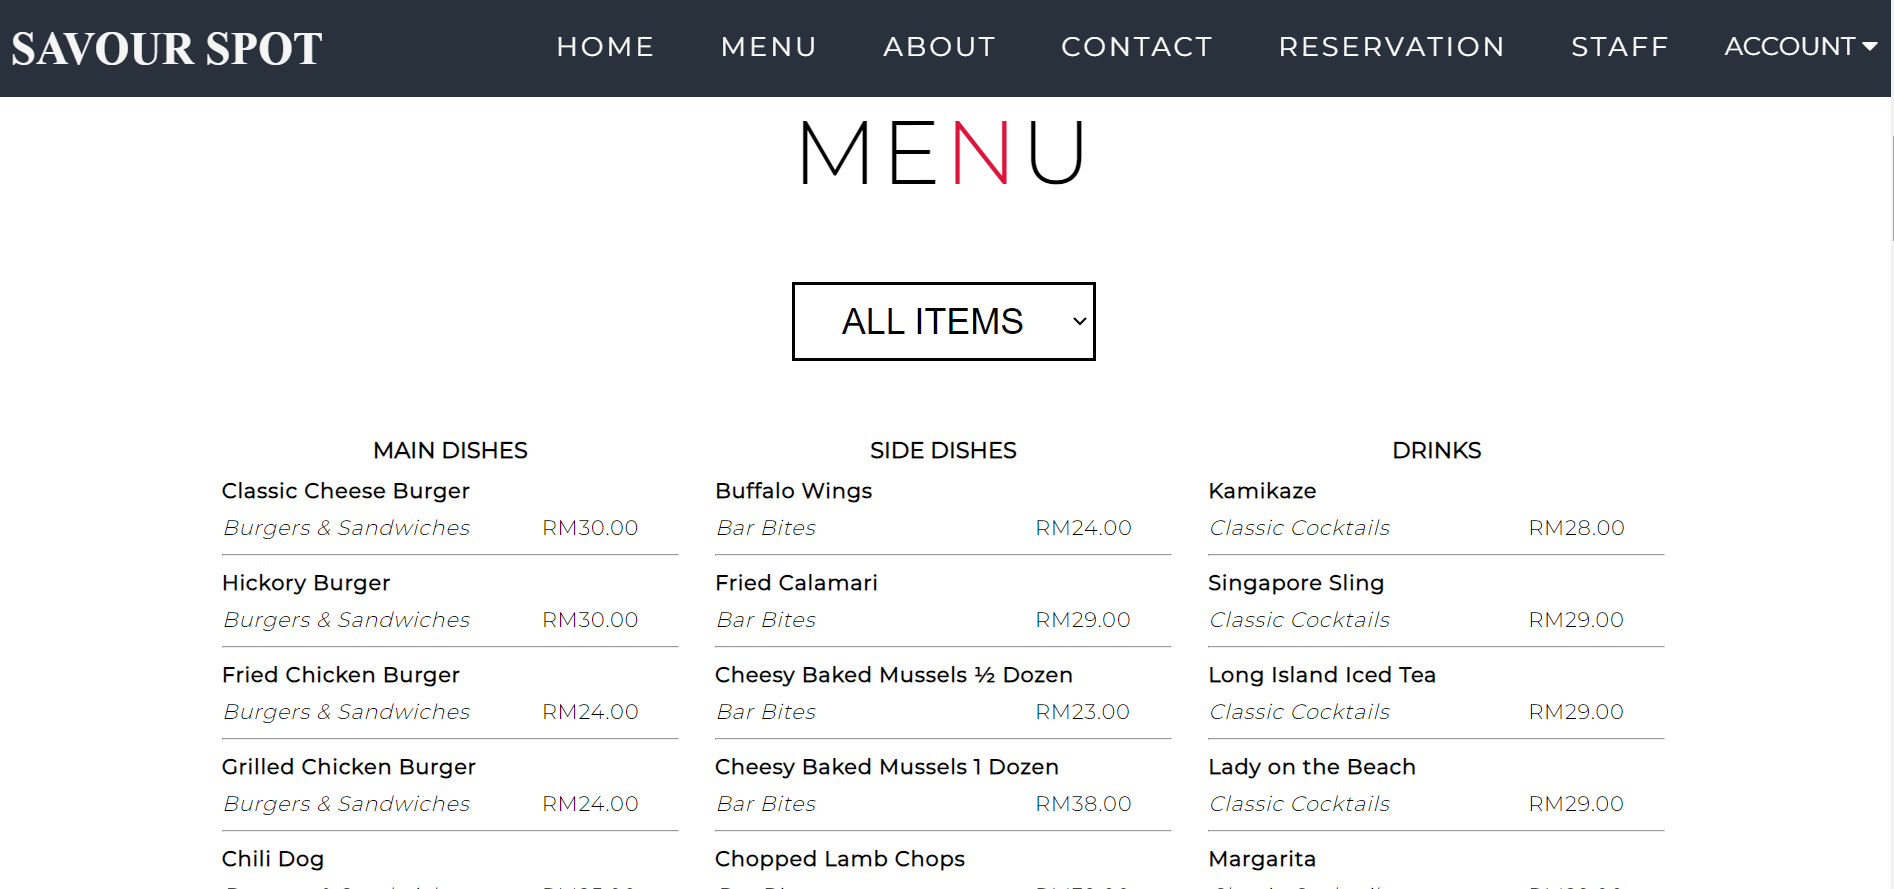 SAVOUR SPOT HOME MENU ABOUT CONTACT RESERVATION STAFF ACCOUNT
MENU
ALL ITEMS
MAIN DISHES
Classic Cheese Burger
Burgers & Sandwiches RM30.00
Hickory Burger
Burgers & Sandwiches RM30.00
Fried Chicken Burger
Burgers & Sandwiches RM24.00
Grilled Chicken Burger
Burgers & Sandwiches RM24.00
Chili Dog
SIDE DISHES
Buffalo Wings
Bar Bites RM24.00
Fried Calamari
Bar Bites RM29.00
Cheesy Baked Mussels ½ Dozen
Bar Bites RM23.00
Cheesy Baked Mussels 1 Dozen
Bar Bites RM38.00
Chopped Lamb Chops
DRINKS
Kamikaze
Classic Cocktails RM28.00
Singapore Sling
Classic Cocktails RM29.00
Long Island Iced Tea
Classic Cocktails RM29.00
Lady on the Beach
Classic Cocktails RM29.00
Margarita